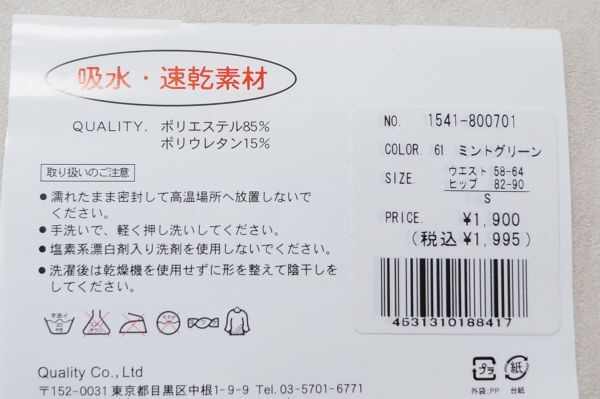 吸水・速乾素材
QUALITY. ポリエステル85%
ポリウレタン15%
取り扱いのご注意
●濡れたまま密封して高温場所へ放置しないで
ください。
●手洗いで、軽く押し洗いしてください。
●塩素系漂白剤入り洗剤を使用しないでください。
●洗濯後は乾燥機を使用せずに形を整えて陰干しを
してください。
手洗イ
30
Quality Co., Ltd
〒152-0031 東京都目黒区中根1-9-9 Tel. 03-5701-6771
NO. 1541-800701
COLOR. 61 ミントグリーン
SIZE. ウエスト 58-64
ヒップ 82-90
S
PRICE. ¥1,900
(税込 ¥1,995)
4531310188417
プラ 紙
外袋:PP 台紙